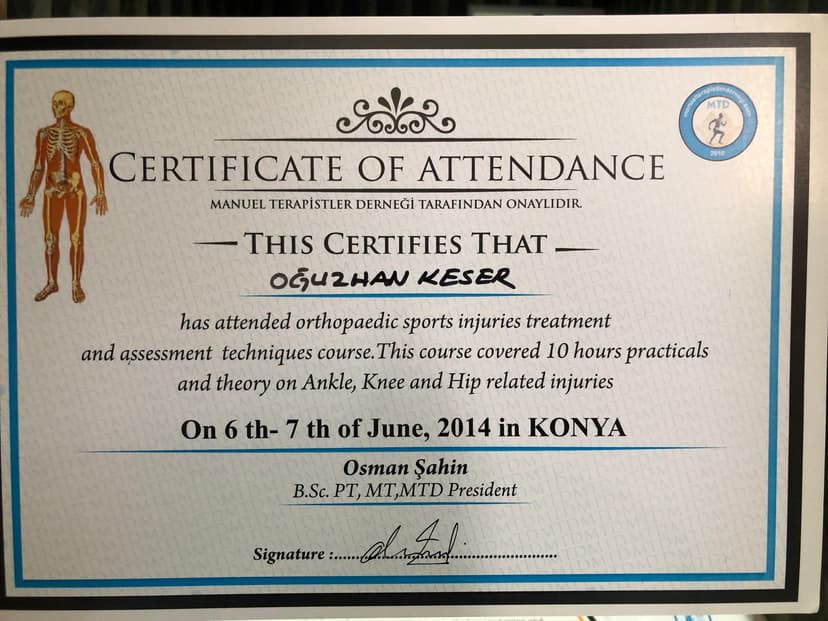 MTD
2010
CERTIFICATE OF ATTENDANCE
MANUEL TERAPİSTLER DERNEĞİ TARAFINDAN ONAYLIDIR.
THIS CERTIFIES THAT
OĞUZHAN KESER
has attended orthopaedic sports injuries treatment
and assessment techniques course.This course covered 10 hours practicals
and theory on Ankle, Knee and Hip related injuries
On 6 th- 7 th of June, 2014 in KONYA
Osman Şahin
B.Sc. PT, MT,MTD President
Signature :